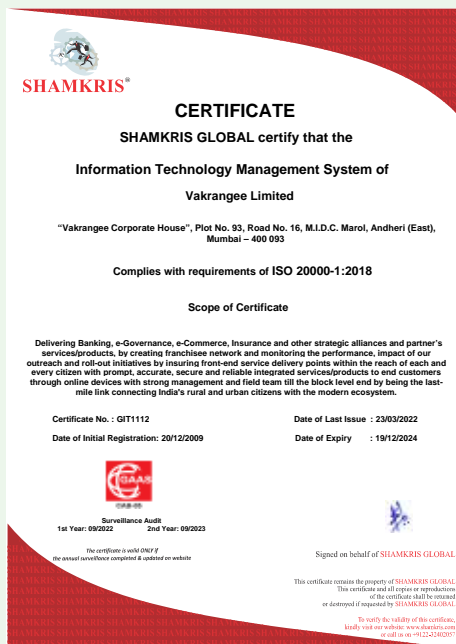 SHAMKRIS®
CERTIFICATE
SHAMKRIS GLOBAL certify that the
Information Technology Management System of
Vakrangee Limited
“Vakrangee Corporate House”, Plot No. 93, Road No. 16, M.I.D.C. Marol, Andheri (East),
Mumbai – 400 093
Complies with requirements of ISO 20000-1:2018
Scope of Certificate
Delivering Banking, e-Governance, e-Commerce, Insurance and other strategic alliances and partner’s
services/products, by creating franchisee network and monitoring the performance, impact of our
outreach and roll-out initiatives by insuring front-end service delivery points within the reach of each and
every citizen with prompt, accurate, secure and reliable integrated services/products to end customers
through online devices with strong management and field team till the block level end by being the last-
mile link connecting India's rural and urban citizens with the modern ecosystem.
Certificate No. : GIT1112
Date of Last Issue : 23/03/2022
Date of Initial Registration: 20/12/2009
Date of Expiry : 19/12/2024
GAAS
Surveillance Audit
1st Year: 09/2022 2nd Year: 09/2023
The certificate is valid ONLY if
the annual surveillance completed & updated on website
Signed on behalf of SHAMKRIS GLOBAL
This certificate remains the property of SHAMKRIS GLOBAL
This certificate and all copies or reproductions
of the certificate shall be returned
or destroyed if requested by SHAMKRIS GLOBAL
To verify the validity of this certificate,
kindly visit our website: www.shamkris.com
or call us on +9122-32402057